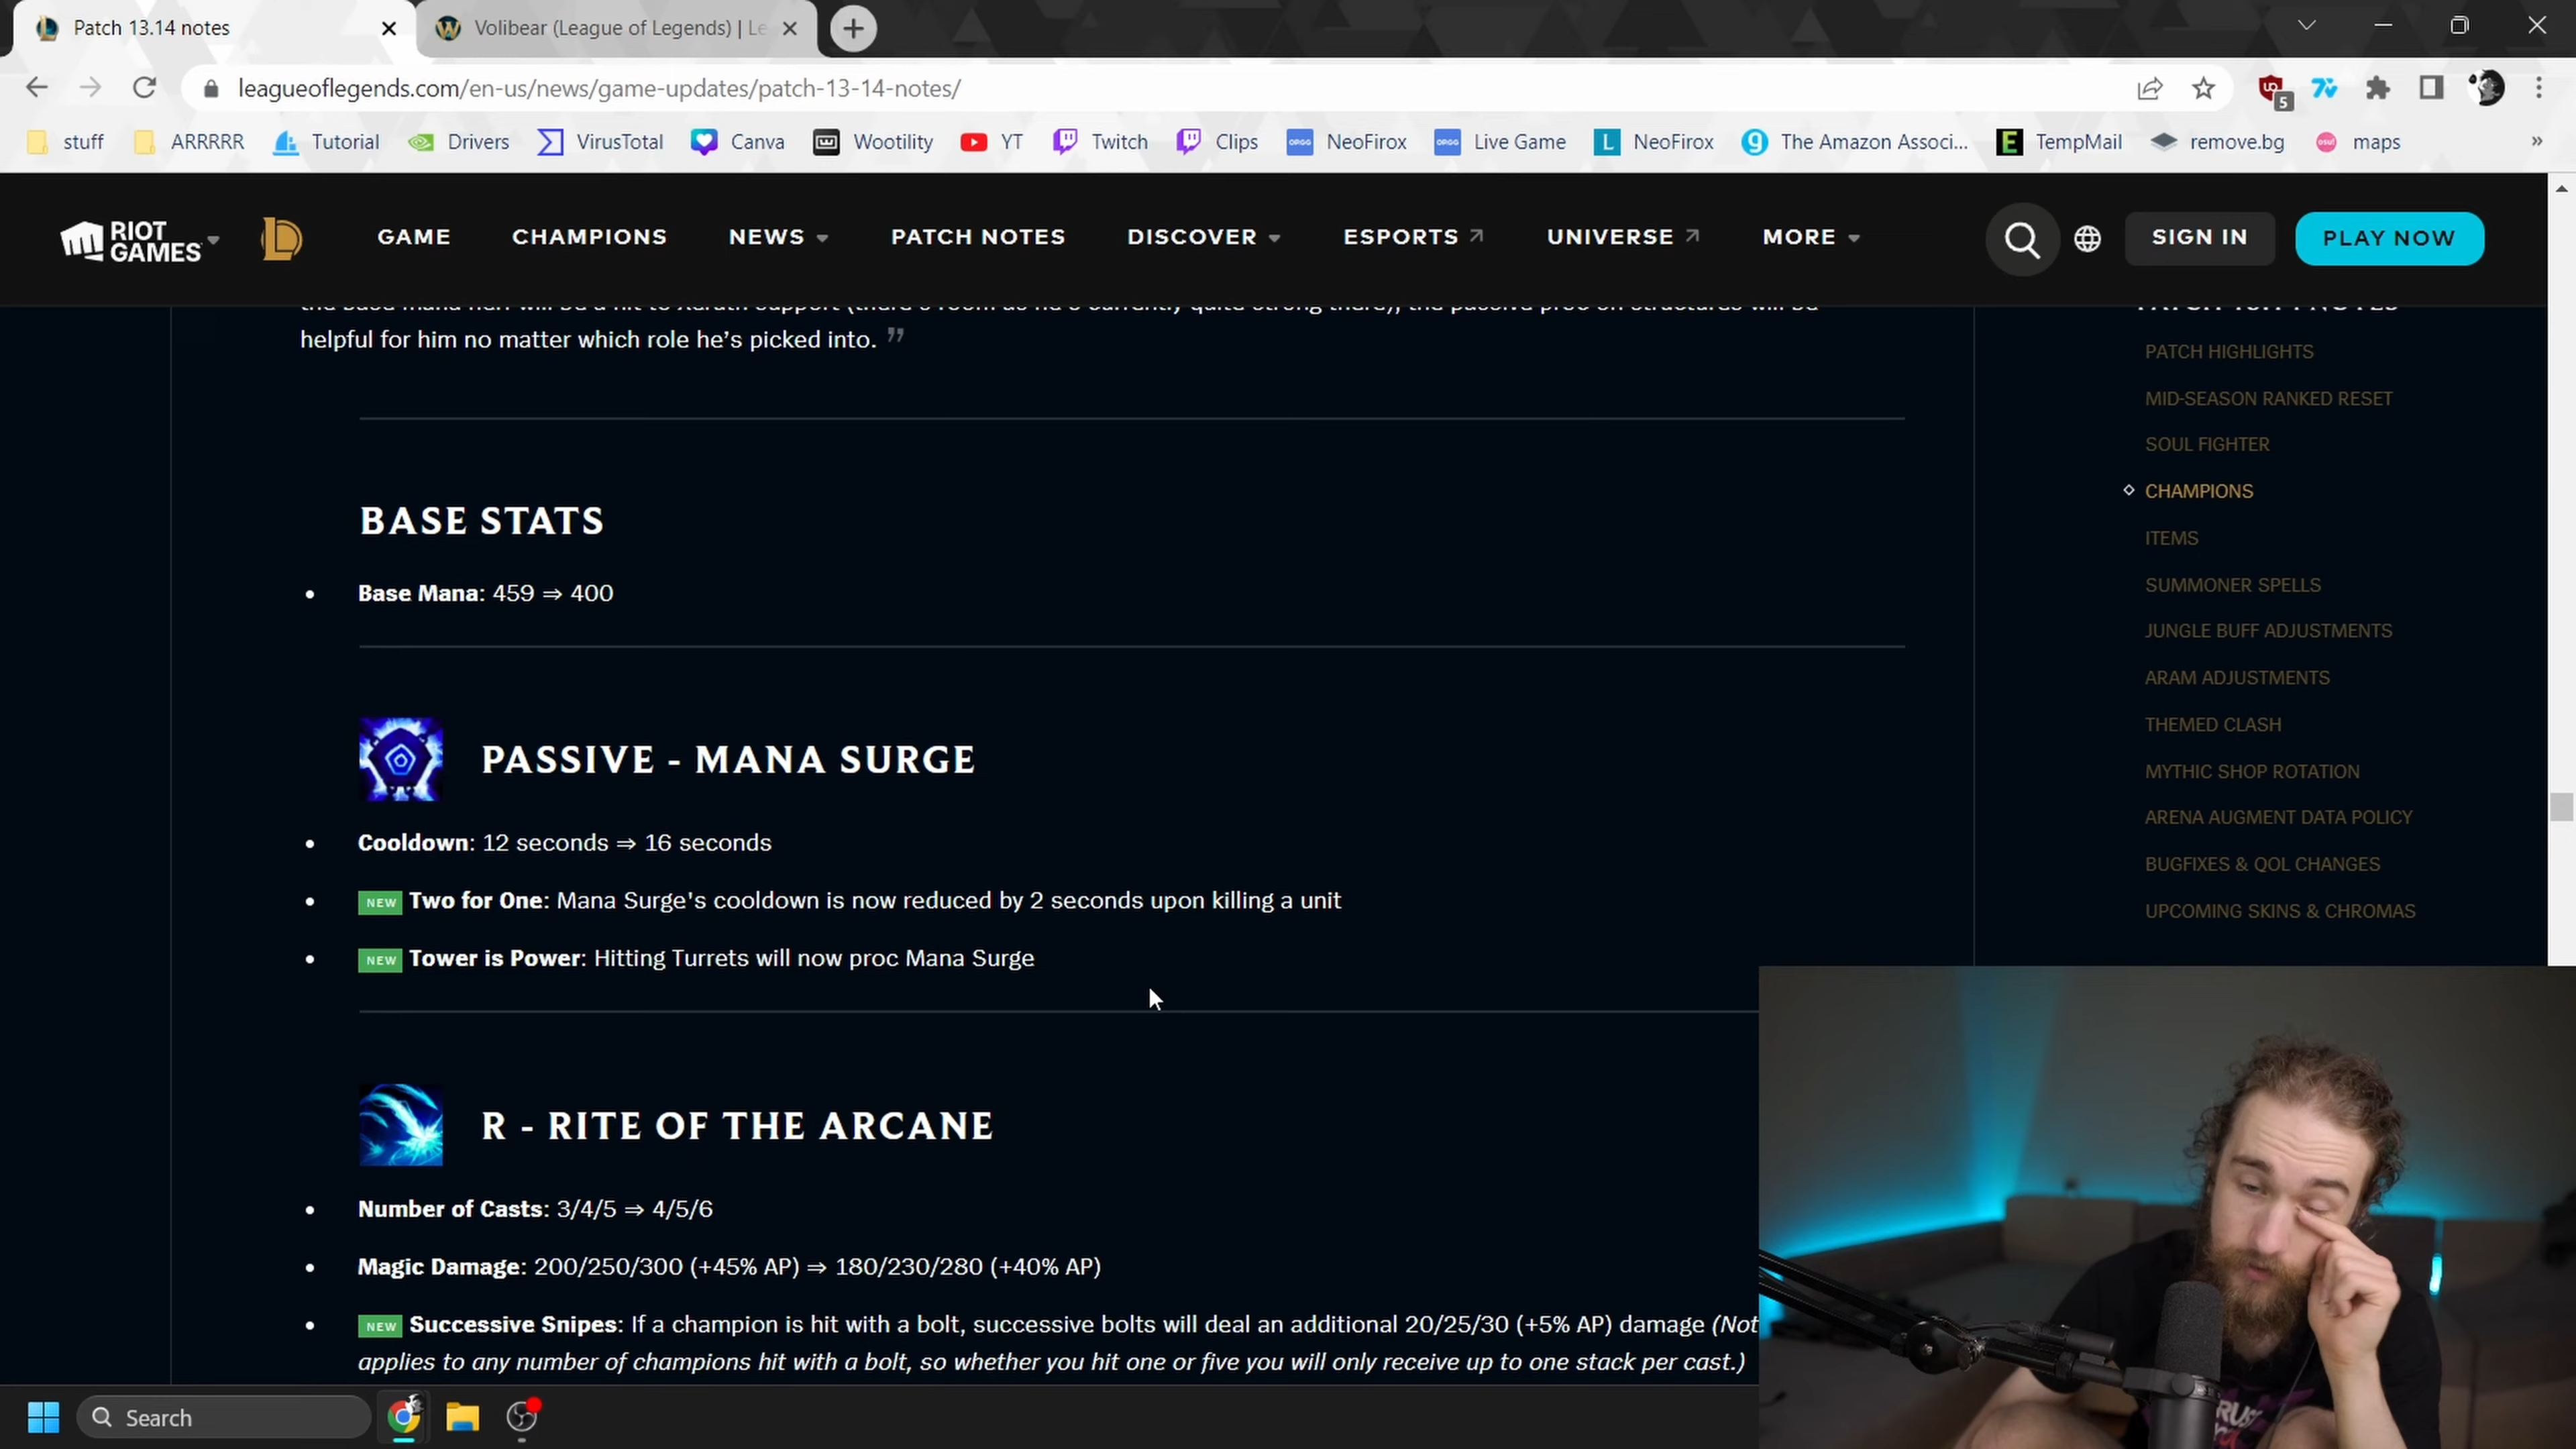 Patch 13.14 notes
Volibear (League of Legends) | Le
leagueoflegends.com/en-us/news/game-updates/patch-13-14-notes/
5
stuff
ARRRRR
Tutorial
Drivers
VirusTotal
Canva
Wootility
YT
Twitch
Clips
OPGG
NeoFirox
OPGG
Live Game
L
NeoFirox
The Amazon Associ...
E
TempMail
remove.bg
osu!
maps
»
RIOT
GAMES
GAME
CHAMPIONS
NEWS
PATCH NOTES
DISCOVER
ESPORTS
UNIVERSE
MORE
SIGN IN
PLAY NOW
helpful for him no matter which role he's picked into. ”
BASE STATS
• Base Mana: 459 ⇒ 400
PASSIVE - MANA SURGE
• Cooldown: 12 seconds ⇒ 16 seconds
• NEW Two for One: Mana Surge's cooldown is now reduced by 2 seconds upon killing a unit
• NEW Tower is Power: Hitting Turrets will now proc Mana Surge
R - RITE OF THE ARCANE
• Number of Casts: 3/4/5 ⇒ 4/5/6
• Magic Damage: 200/250/300 (+45% AP) ⇒ 180/230/280 (+40% AP)
• NEW Successive Snipes: If a champion is hit with a bolt, successive bolts will deal an additional 20/25/30 (+5% AP) damage (Not
applies to any number of champions hit with a bolt, so whether you hit one or five you will only receive up to one stack per cast.)
PATCH HIGHLIGHTS
MID-SEASON RANKED RESET
SOUL FIGHTER
CHAMPIONS
ITEMS
SUMMONER SPELLS
JUNGLE BUFF ADJUSTMENTS
ARAM ADJUSTMENTS
THEMED CLASH
MYTHIC SHOP ROTATION
ARENA AUGMENT DATA POLICY
BUGFIXES & QOL CHANGES
UPCOMING SKINS & CHROMAS
Search